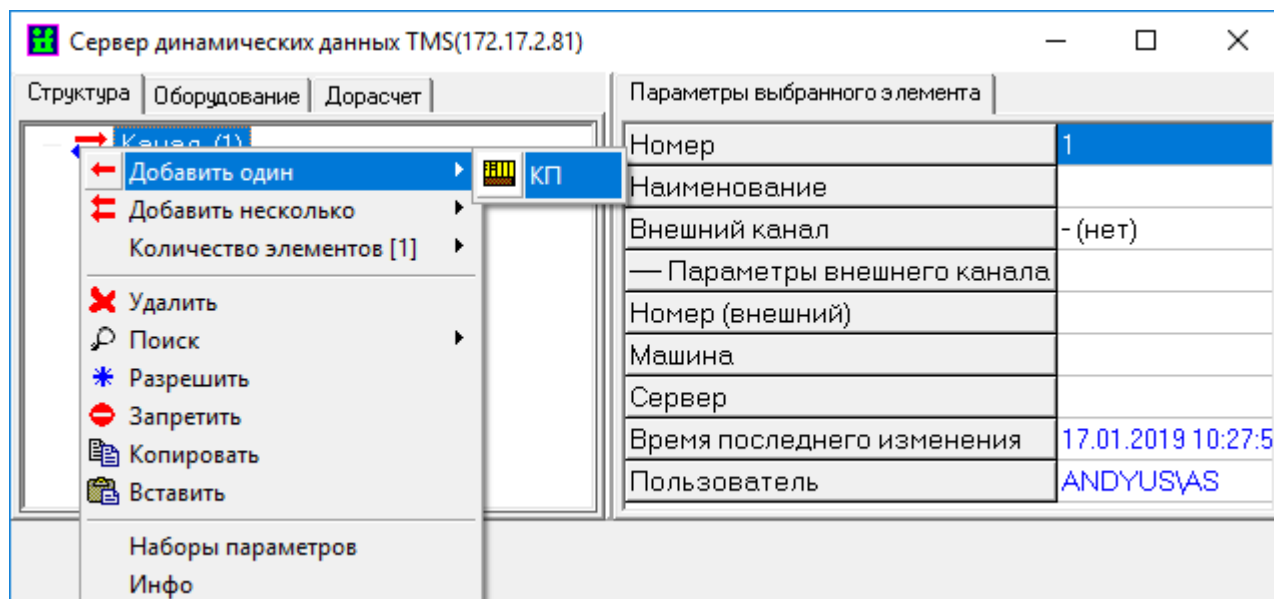 Сервер динамических данных TMS(172.17.2.81)
Структура Оборудование Дорасчет
Канал (1)
Добавить один
КП
Добавить несколько
Количество элементов [1]
Удалить
Поиск
Разрешить
Запретить
Копировать
Вставить
Наборы параметров
Инфо
Параметры выбранного элемента
Номер 1
Наименование
Внешний канал - (нет)
— Параметры внешнего канала
Номер (внешний)
Машина
Сервер
Время последнего изменения 17.01.2019 10:27:5
Пользователь ANDYUS\AS